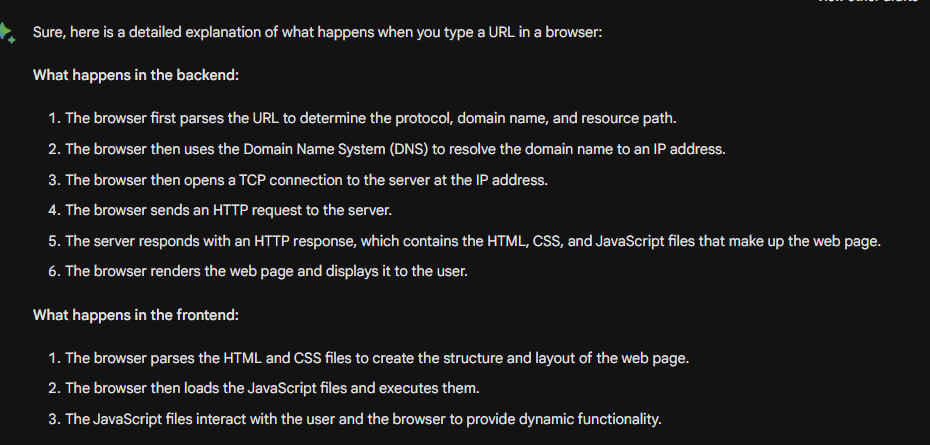 Sure, here is a detailed explanation of what happens when you type a URL in a browser:
What happens in the backend:
1. The browser first parses the URL to determine the protocol, domain name, and resource path.
2. The browser then uses the Domain Name System (DNS) to resolve the domain name to an IP address.
3. The browser then opens a TCP connection to the server at the IP address.
4. The browser sends an HTTP request to the server.
5. The server responds with an HTTP response, which contains the HTML, CSS, and JavaScript files that make up the web page.
6. The browser renders the web page and displays it to the user.
What happens in the frontend:
1. The browser parses the HTML and CSS files to create the structure and layout of the web page.
2. The browser then loads the JavaScript files and executes them.
3. The JavaScript files interact with the user and the browser to provide dynamic functionality.